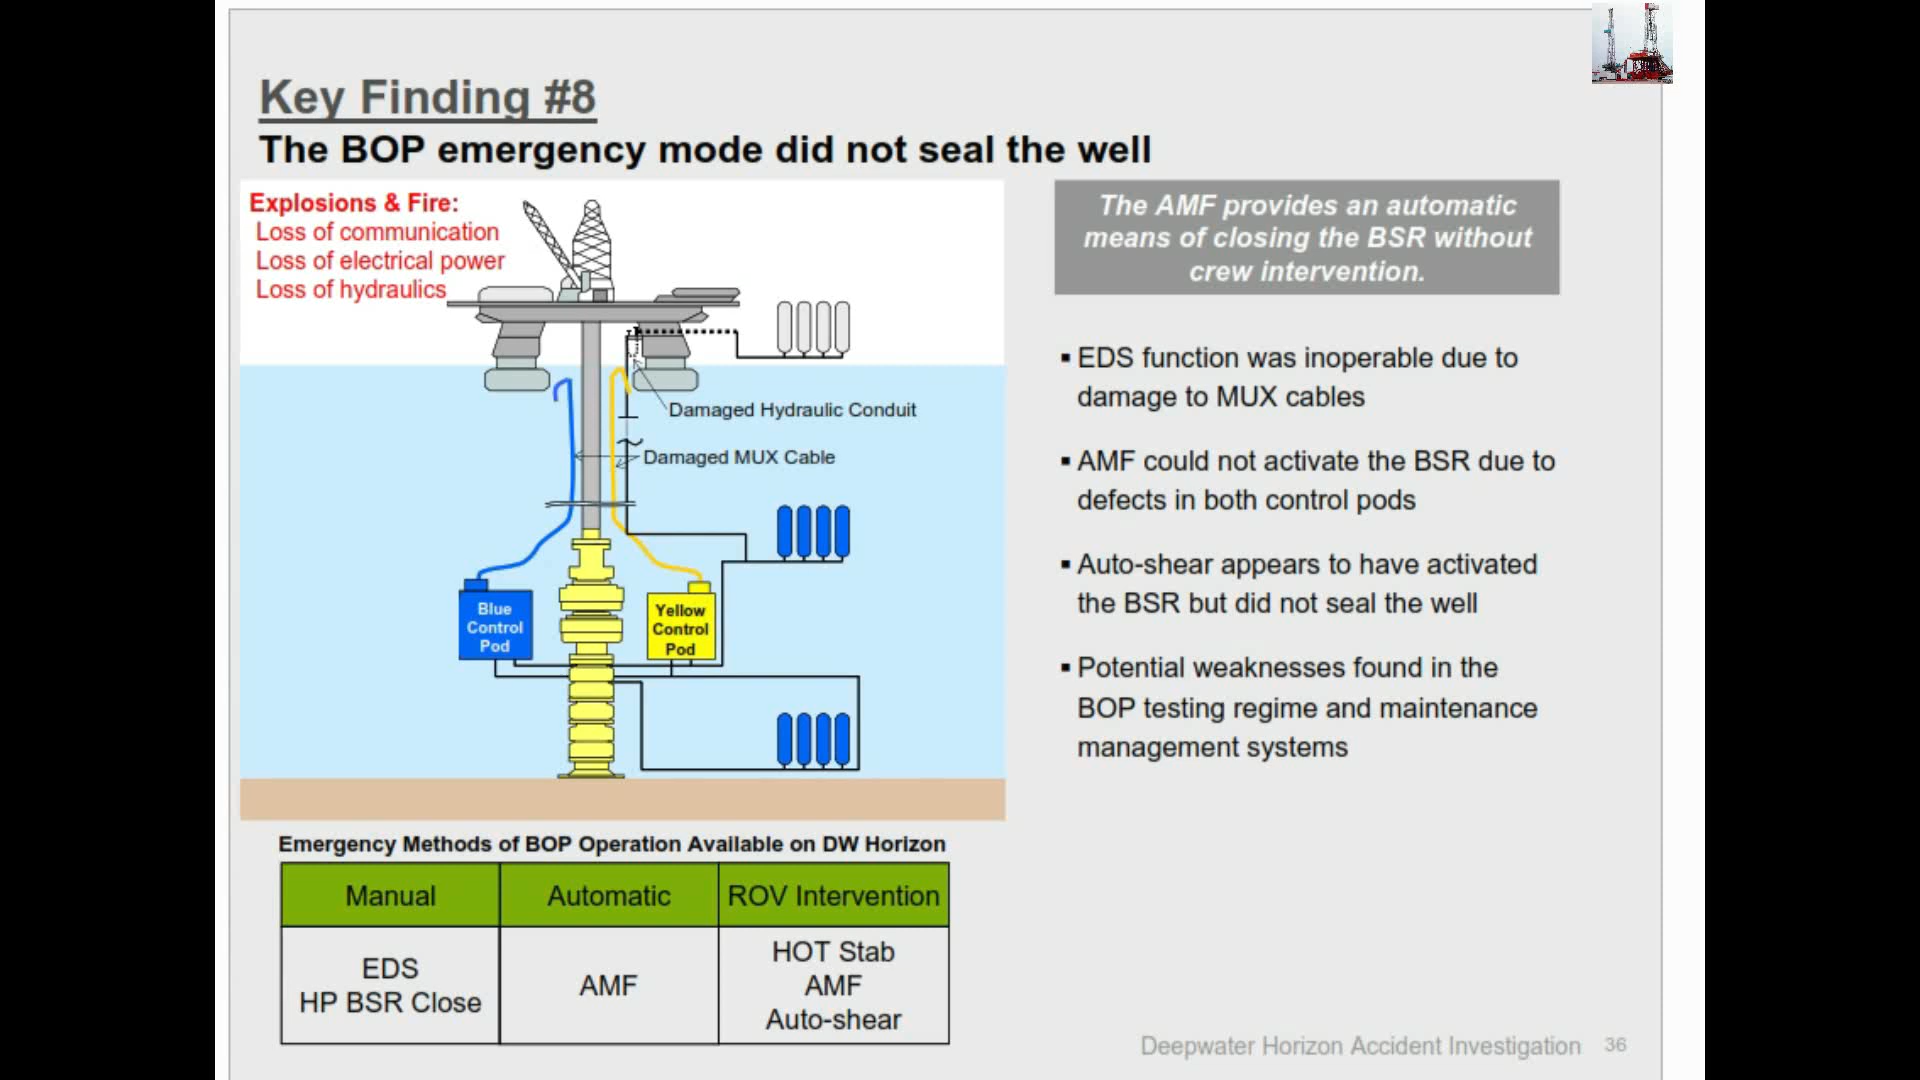 Key Finding #8
The BOP emergency mode did not seal the well
Explosions & Fire:
Loss of communication
Loss of electrical power
Loss of hydraulics
Damaged Hydraulic Conduit
Damaged MUX Cable
Blue
Control
Pod
Yellow
Control
Pod
The AMF provides an automatic
means of closing the BSR without
crew intervention.
▪ EDS function was inoperable due to
damage to MUX cables
▪ AMF could not activate the BSR due to
defects in both control pods
▪ Auto-shear appears to have activated
the BSR but did not seal the well
▪ Potential weaknesses found in the
BOP testing regime and maintenance
management systems
Emergency Methods of BOP Operation Available on DW Horizon
Manual Automatic ROV Intervention
EDS
HP BSR Close
AMF
HOT Stab
AMF
Auto-shear
Deepwater Horizon Accident Investigation 36